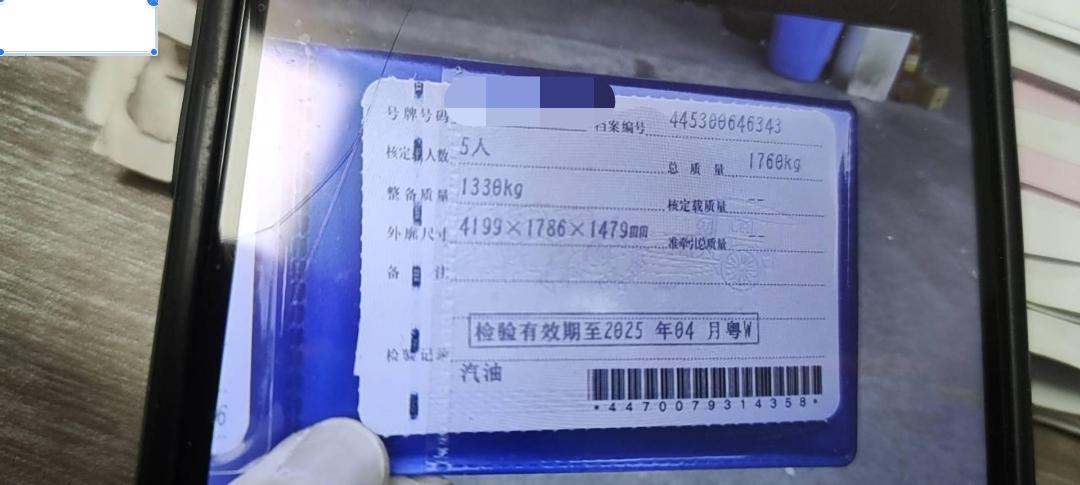 号牌号码
档案编号 445300646343
核定载人数 5人
总质量 1760kg
整备质量 1330kg
核定载质量 --
外廓尺寸 4199×1786×1479mm
准牵引总质量 --
备注
检验有效期至2025 年04 月粤W
检验记录
汽油
*4470079314358*